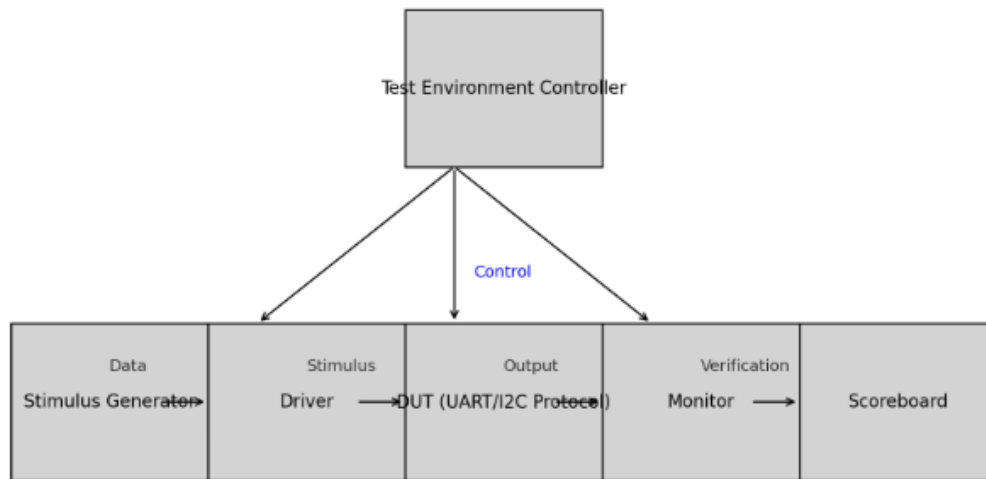 Test Environment Controller
Control
Data
Stimulus
Output
Verification
Stimulus Generator
Driver
DUT (UART/I2C Protocol)
Monitor
Scoreboard